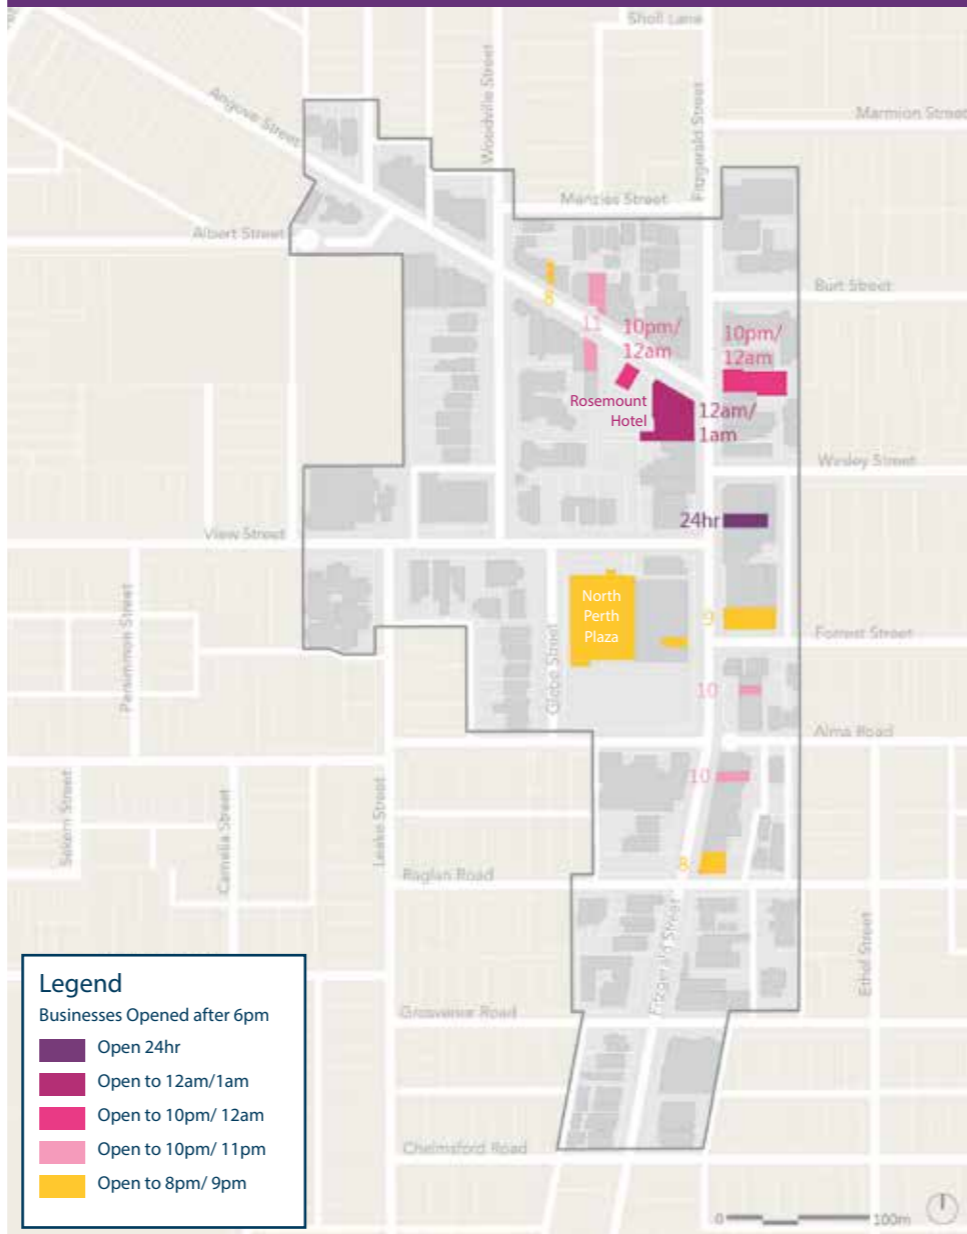 Sholl Lane
Woodville Street
Fitzgerald Street
Angove Street
Marmion Street
Menzies Street
Albert Street
Burt Street
8
11
10pm/
12am
10pm/
12am
Rosemount
Hotel
12am/
1am
Wasley Street
24hr
View Street
North
Perth
Plaza
9
Forrest Street
Persimmon Street
Glebe Street
10
Alma Road
10
Sekem Street
Camelia Street
Leake Street
8
Raglan Road
Fitzgerald Street
Ethel Street
Grosvenor Road
Chelmsford Road
Legend
Businesses Opened after 6pm
Open 24hr
Open to 12am/1am
Open to 10pm/ 12am
Open to 10pm/ 11pm
Open to 8pm/ 9pm
0
100m